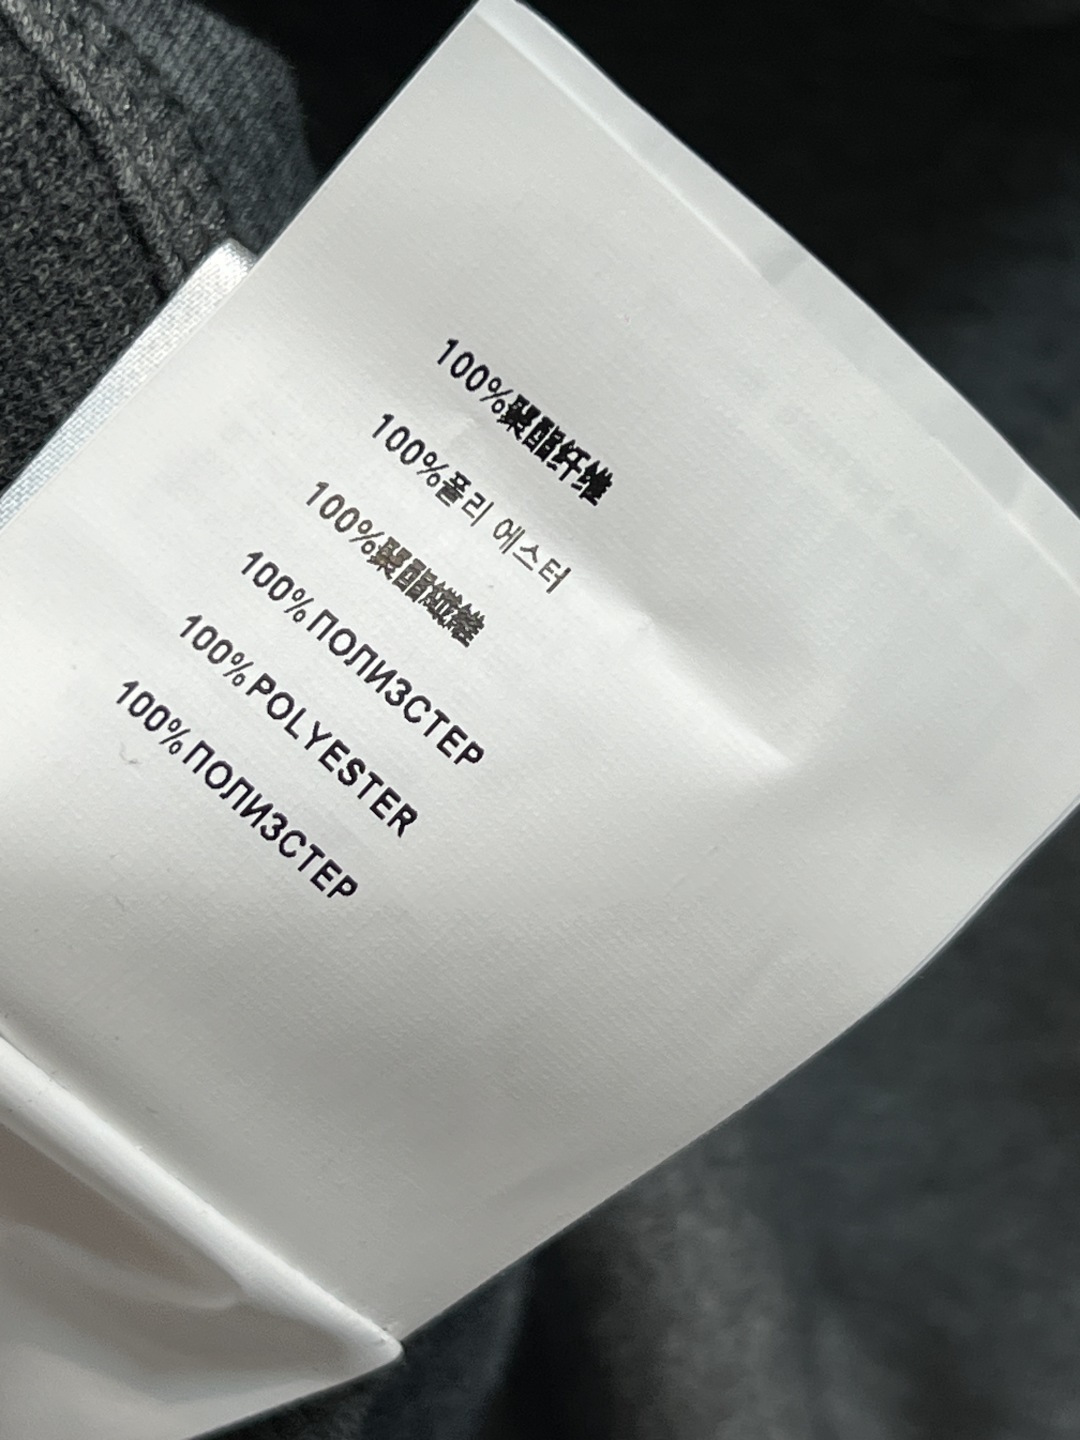 100%聚酯纤维
100%폴리 에스터
100%聚酯纖維
100%ПОЛИЗСТЕР
100%POLYESTER
100%ПОЛИЗСТЕР